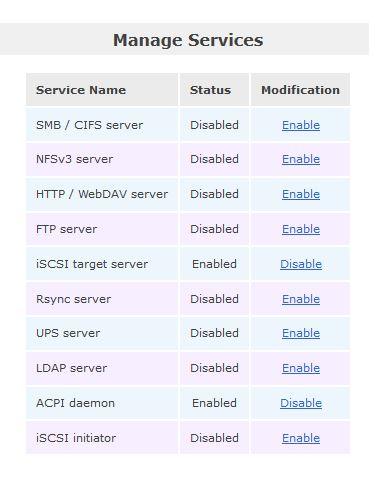 Manage Services
Service Name Status Modification
SMB / CIFS server Disabled Enable
NFSv3 server Disabled Enable
HTTP / WebDAV server Disabled Enable
FTP server Disabled Enable
iSCSI target server Enabled Disable
Rsync server Disabled Enable
UPS server Disabled Enable
LDAP server Disabled Enable
ACPI daemon Enabled Disable
iSCSI initiator Disabled Enable